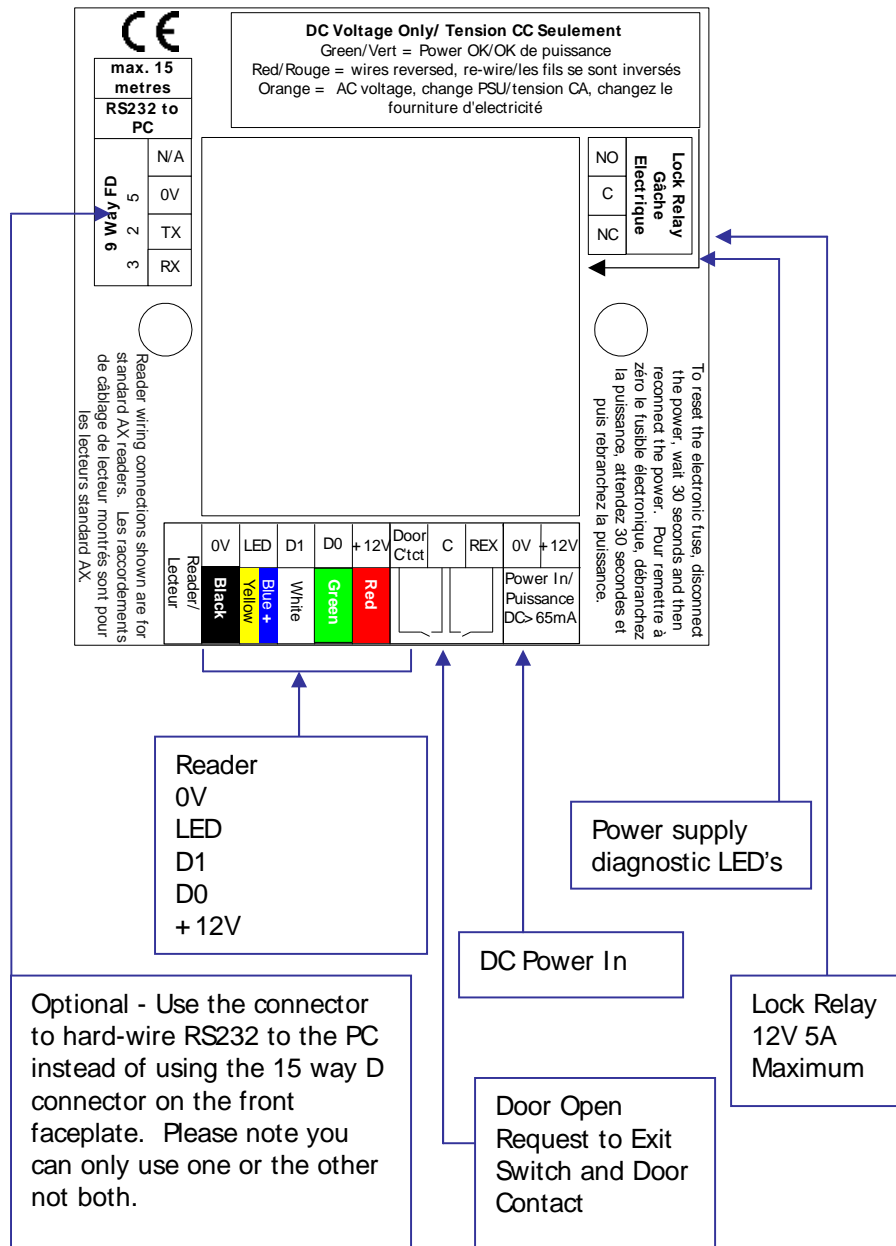 CE
DC Voltage Only/ Tension CC Seulement
Green/Vert = Power OK/OK de puissance
Red/Rouge = wires reversed, re-wire/les fils se sont inversés
Orange = AC voltage, change PSU/tension CA, changez le
fourniture d'electricité
max. 15
metres
RS232 to
PC
9 Way FD
N/A
5 0V
2 TX
3 RX
NO
C
NC
Lock Relay
Gâche
Electrique
Reader wiring connections shown are for
standard AX readers. Les raccordements
de câblage de lecteur montrés sont pour
les lecteurs standard AX.
To reset the electronic fuse, disconnect
the power, wait 30 seconds and then
reconnect the power. Pour remettre à
zéro le fusible électronique, débranchez
la puissance, attendez 30 secondes et
puis rebranchez la puissance.
Reader/
Lecteur
0V LED D1 D0 +12V Door C'tct C REX 0V +12V
Black
Blue +
Yellow
White
Green
Red
Power In/
Puissance
DC>65mA
Reader
0V
LED
D1
D0
+12V
Power supply
diagnostic LED's
DC Power In
Lock Relay
12V 5A
Maximum
Optional - Use the connector
to hard-wire RS232 to the PC
instead of using the 15 way D
connector on the front
faceplate. Please note you
can only use one or the other
not both.
Door Open
Request to Exit
Switch and Door
Contact